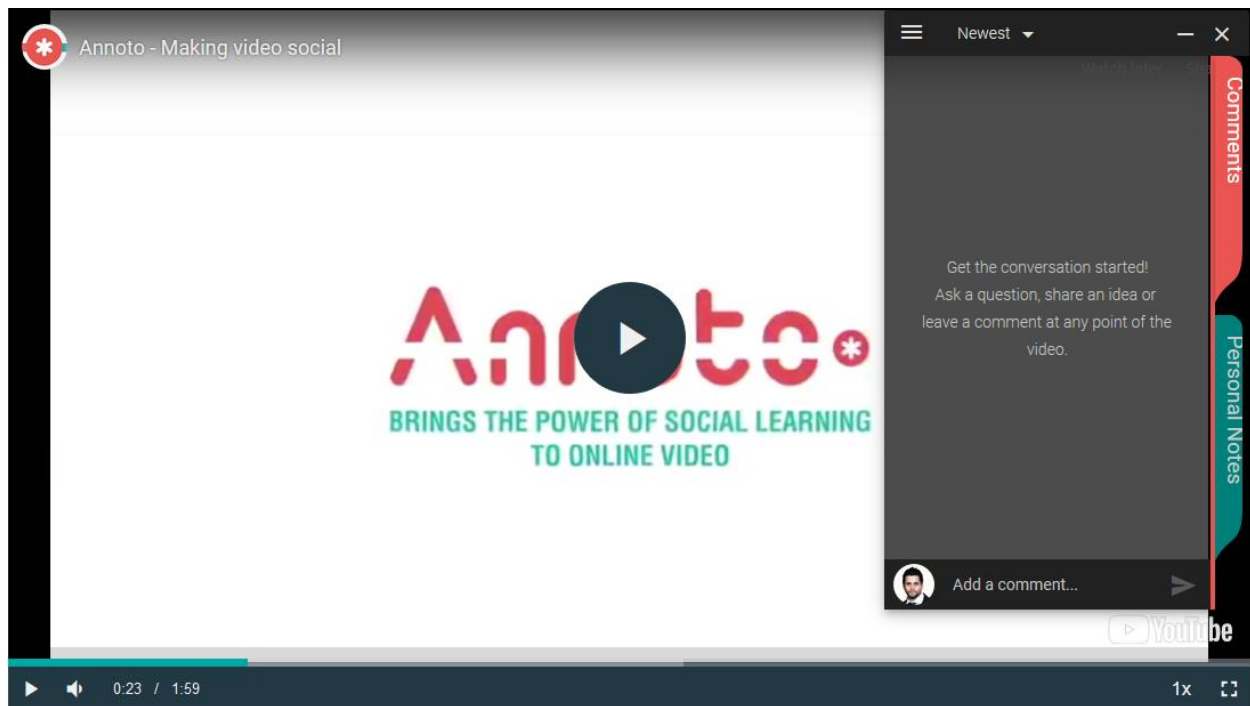 Annoto - Making video social
Newest
Watch later
Comments
Get the conversation started!
Ask a question, share an idea or
leave a comment at any point of the
video.
Personal Notes
BRINGS THE POWER OF SOCIAL LEARNING
TO ONLINE VIDEO
Add a comment...
YouTube
0:23 / 1:59
1x